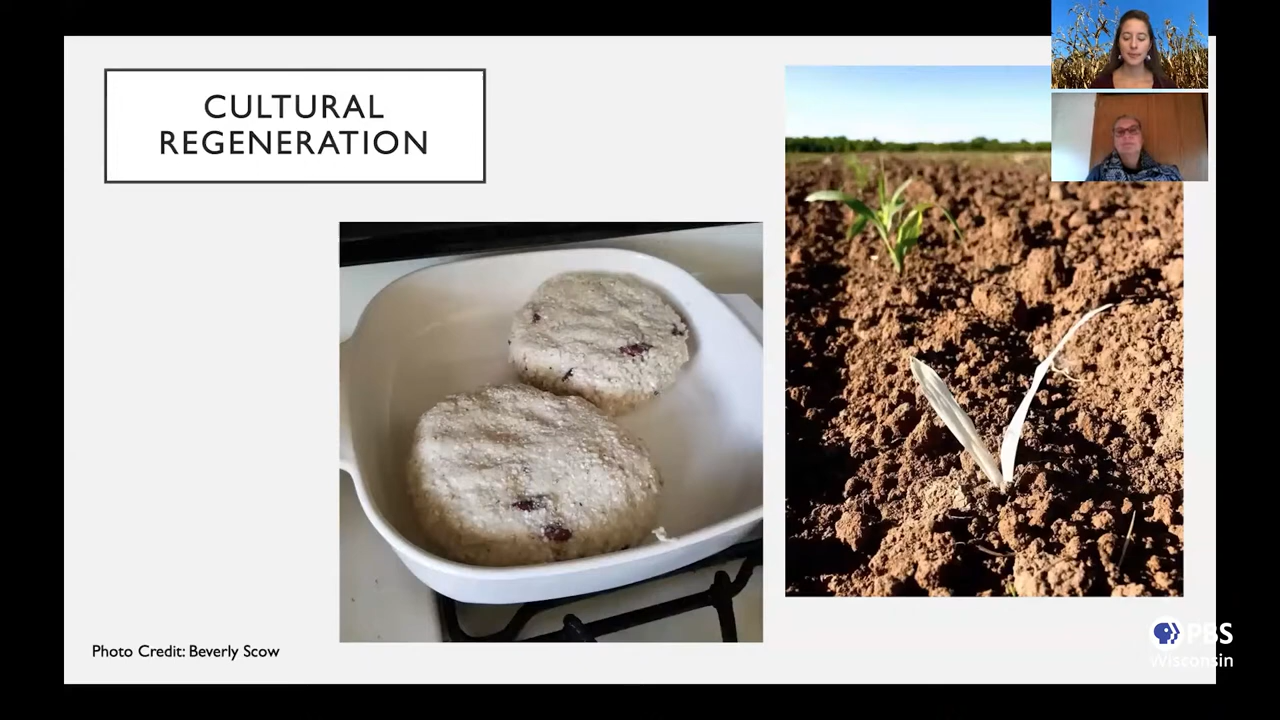 CULTURAL
REGENERATION
Photo Credit: Beverly Scow
PBS
Wisconsin